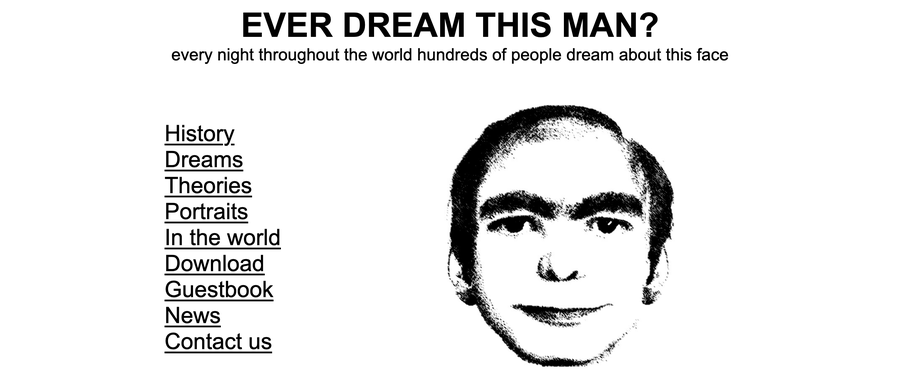 EVER DREAM THIS MAN?
every night throughout the world hundreds of people dream about this face
History
Dreams
Theories
Portraits
In the world
Download
Guestbook
News
Contact us